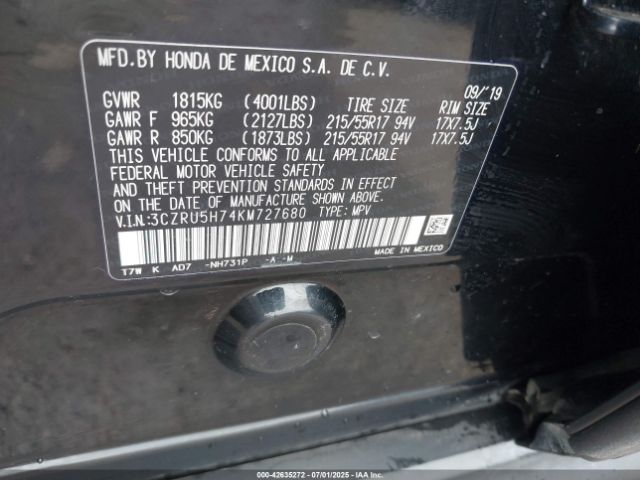 MFD. BY HONDA DE MEXICO S.A. DE C.V.
09/'19
GVWR 1815KG (4001LBS) TIRE SIZE RIM SIZE
GAWR F 965KG (2127LBS) 215/55R17 94V 17X7.5J
GAWR R 850KG (1873LBS) 215/55R17 94V 17X7.5J
THIS VEHICLE CONFORMS TO ALL APPLICABLE
FEDERAL MOTOR VEHICLE SAFETY
AND THEFT PREVENTION STANDARDS IN EFFECT
ON THE DATE OF MANUFACTURE SHOWN ABOVE.
V.I.N.:3CZRU5H74KM727680 TYPE: MPV
MADE IN MEXICO
T7W K AD7 -NH731P -A -M
000-42635272 07/01/2025 IAAI.COM